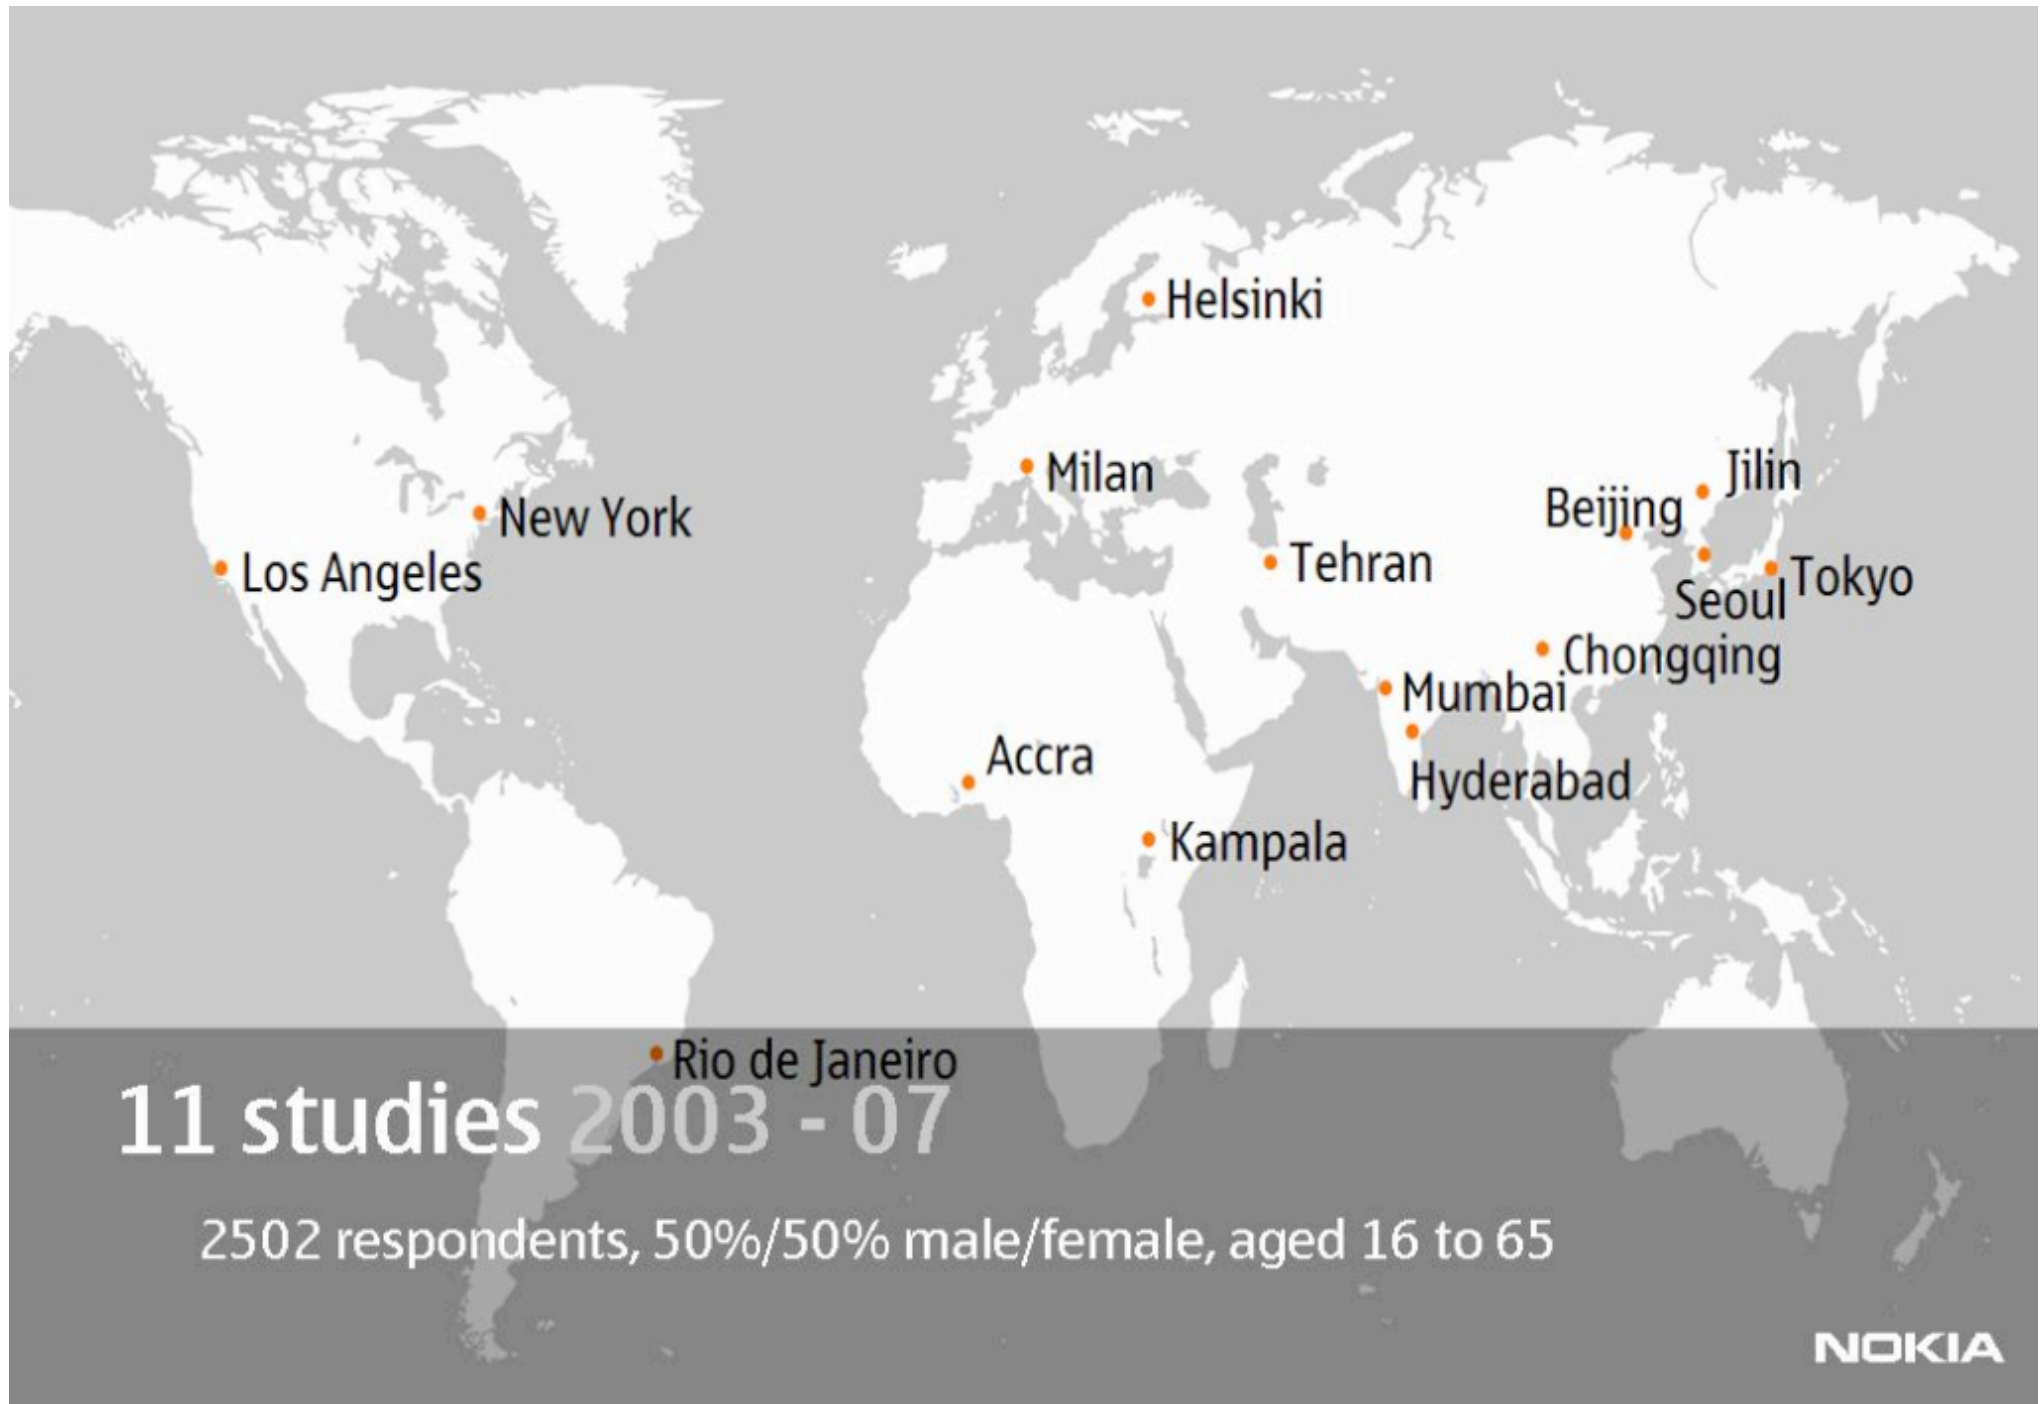 Helsinki
Milan
Jilin
Beijing
New York
Tehran
Los Angeles
Tokyo
Seoul
Chongqing
Mumbai
Accra
Hyderabad
Kampala
Rio de Janeiro
11 studies 2003 - 07
2502 respondents, 50%/50% male/female, aged 16 to 65
NOKIA